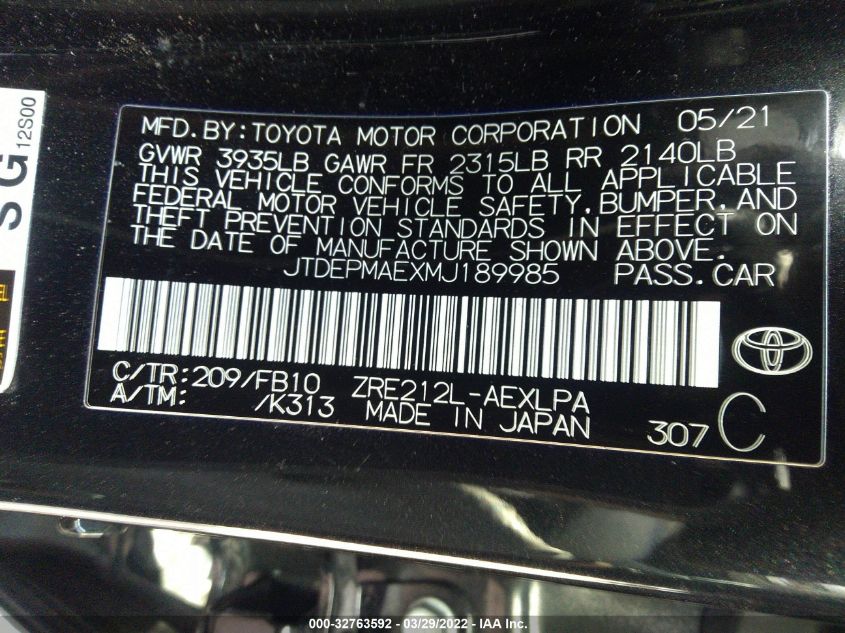 MFD.BY:TOYOTA MOTOR CORPORATION 05/21
GVWR 3935LB GAWR FR 2315LB RR 2140LB
THIS VEHICLE CONFORMS TO ALL APPLICABLE
FEDERAL MOTOR VEHICLE SAFETY,BUMPER,AND
THEFT PREVENTION STANDARDS IN EFFECT ON
THE DATE OF MANUFACTURE SHOWN ABOVE.
JTDEPMAEXMJ189985 PASS.CAR
C/TR:209/FB10 ZRE212L-AEXLPA
A/TM: /K313 MADE IN JAPAN 307 C
SG
12S00
000-32763592 - 03/29/2022 - IAA Inc.